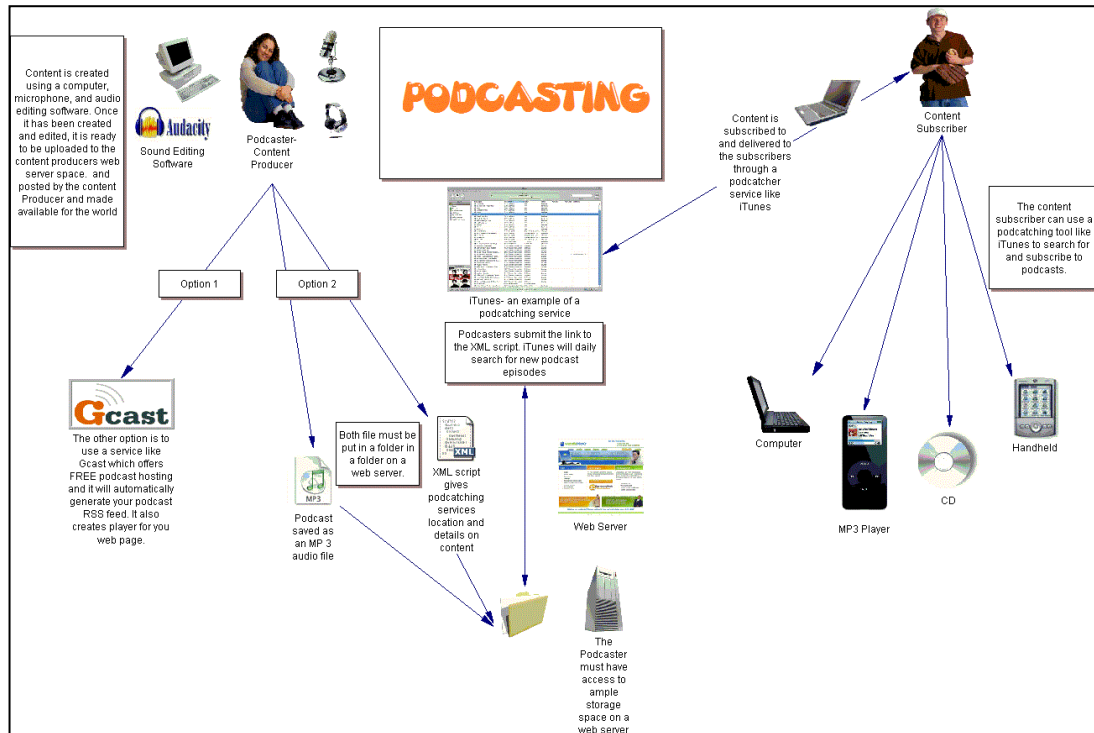 PODCASTING
Content is created
using a computer,
microphone, and audio
editing software. Once
it has been created
and edited, it is ready
to be uploaded to the
content producers web
server space.  and
posted by the content
Producer and made
available for the world
Audacity
Sound Editing
Software
Podcaster-
Content
Producer
Content is
subscribed to
and delivered to
the subscribers
through a
podcatcher
service like
iTunes
Content
Subscriber
The content
subscriber can use a
podcatching tool like
iTunes to search for
and subscribe to
podcasts.
Option 1
Option 2
iTunes- an example of a
podcatching service
Podcasters submit the link to
the XML script. iTunes will daily
search for new podcast
episodes
Gcast
The other option is to
use a service like
Gcast which offers
FREE podcast hosting
and it will automatically
generate your podcast
RSS feed. It also
creates player for you
web page.
MP3
Podcast
saved as
an MP 3
audio file
Both file must be
put in a folder in
a folder on a
web server.
XML
XML script
gives
podcatching
services
location and
details on
content
Web Server
The
Podcaster
must have
access to
ample
storage
space on a
web server
Computer
MP3 Player
CD
Handheld